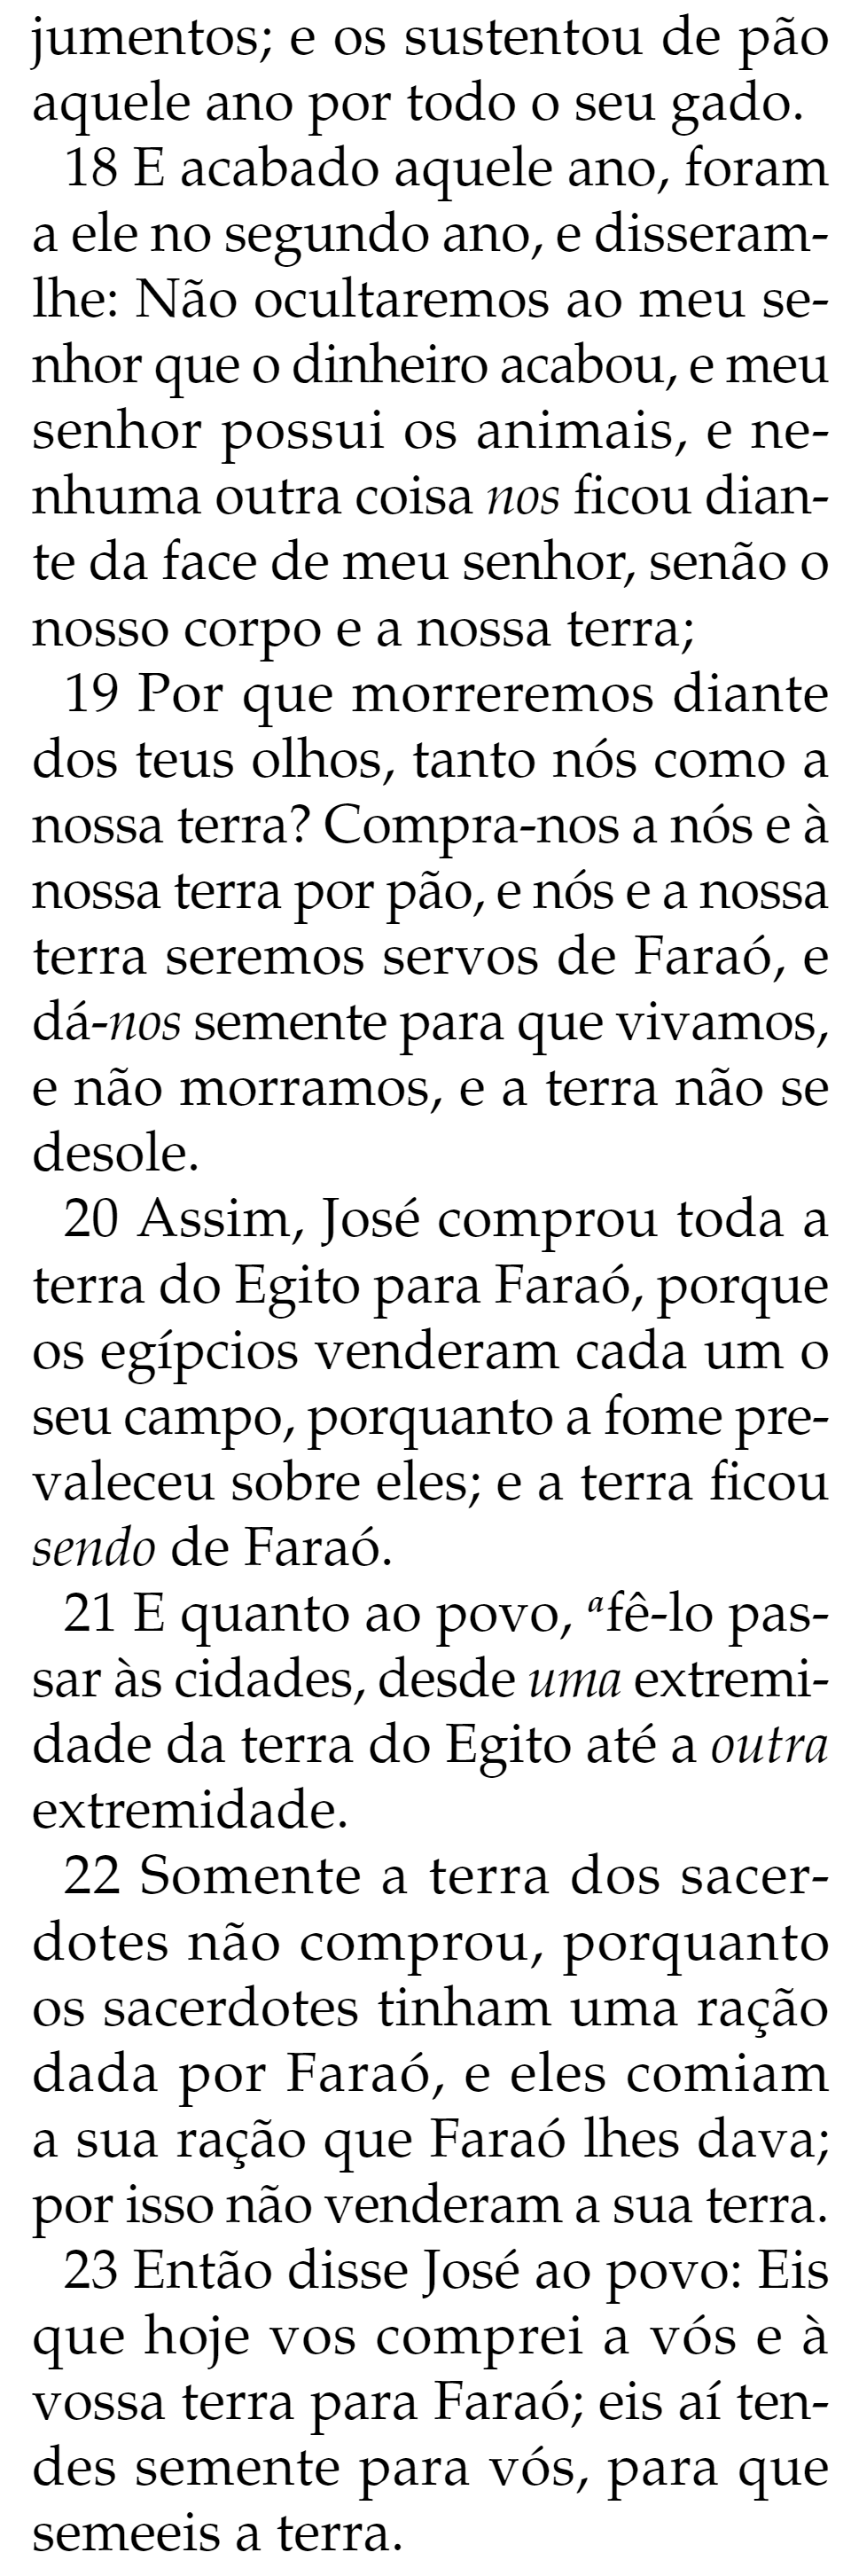 jumentos; e os sustentou de pão
aquele ano por todo o seu gado.
18 E acabado aquele ano, foram
a ele no segundo ano, e disseram-
lhe: Não ocultaremos ao meu se-
nhor que o dinheiro acabou, e meu
senhor possui os animais, e ne-
nhuma outra coisa nos ficou dian-
te da face de meu senhor, senão o
nosso corpo e a nossa terra;
19 Por que morreremos diante
dos teus olhos, tanto nós como a
nossa terra? Compra-nos a nós e à
nossa terra por pão, e nós e a nossa
terra seremos servos de Faraó, e
dá-nos semente para que vivamos,
e não morramos, e a terra não se
desole.
20 Assim, José comprou toda a
terra do Egito para Faraó, porque
os egípcios venderam cada um o
seu campo, porquanto a fome pre-
valeceu sobre eles; e a terra ficou
sendo de Faraó.
21 E quanto ao povo, ᵃfê-lo pas-
sar às cidades, desde uma extremi-
dade da terra do Egito até a outra
extremidade.
22 Somente a terra dos sacer-
dotes não comprou, porquanto
os sacerdotes tinham uma ração
dada por Faraó, e eles comiam
a sua ração que Faraó lhes dava;
por isso não venderam a sua terra.
23 Então disse José ao povo: Eis
que hoje vos comprei a vós e à
vossa terra para Faraó; eis aí ten-
des semente para vós, para que
semeeis a terra.